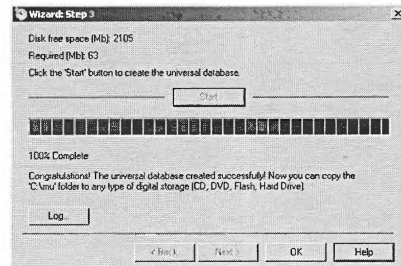 Wizard: Step 3
Disk free space (Mb): 2105
Required (Mb): 63
Click the 'Start' button to create the universal database.
Start
100% Complete
Congratulations! The universal database created successfully! Now you can copy the
'C:\mu' folder to any type of digital storage (CD, DVD, Flash, Hard Drive).
Log...
< Back Next > OK Help